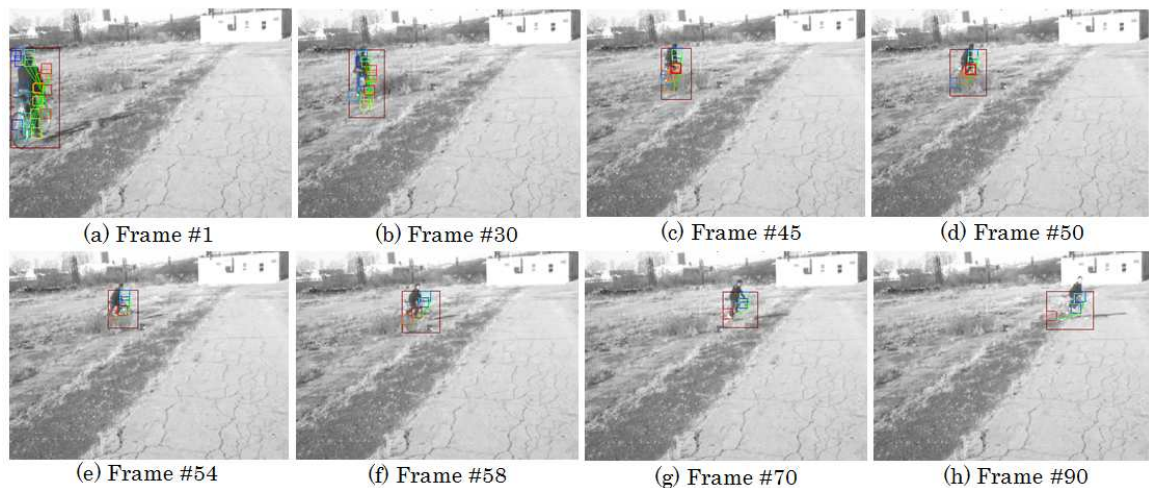 (a) Frame #1
(b) Frame #30
(c) Frame #45
(d) Frame #50
(e) Frame #54
(f) Frame #58
(g) Frame #70
(h) Frame #90